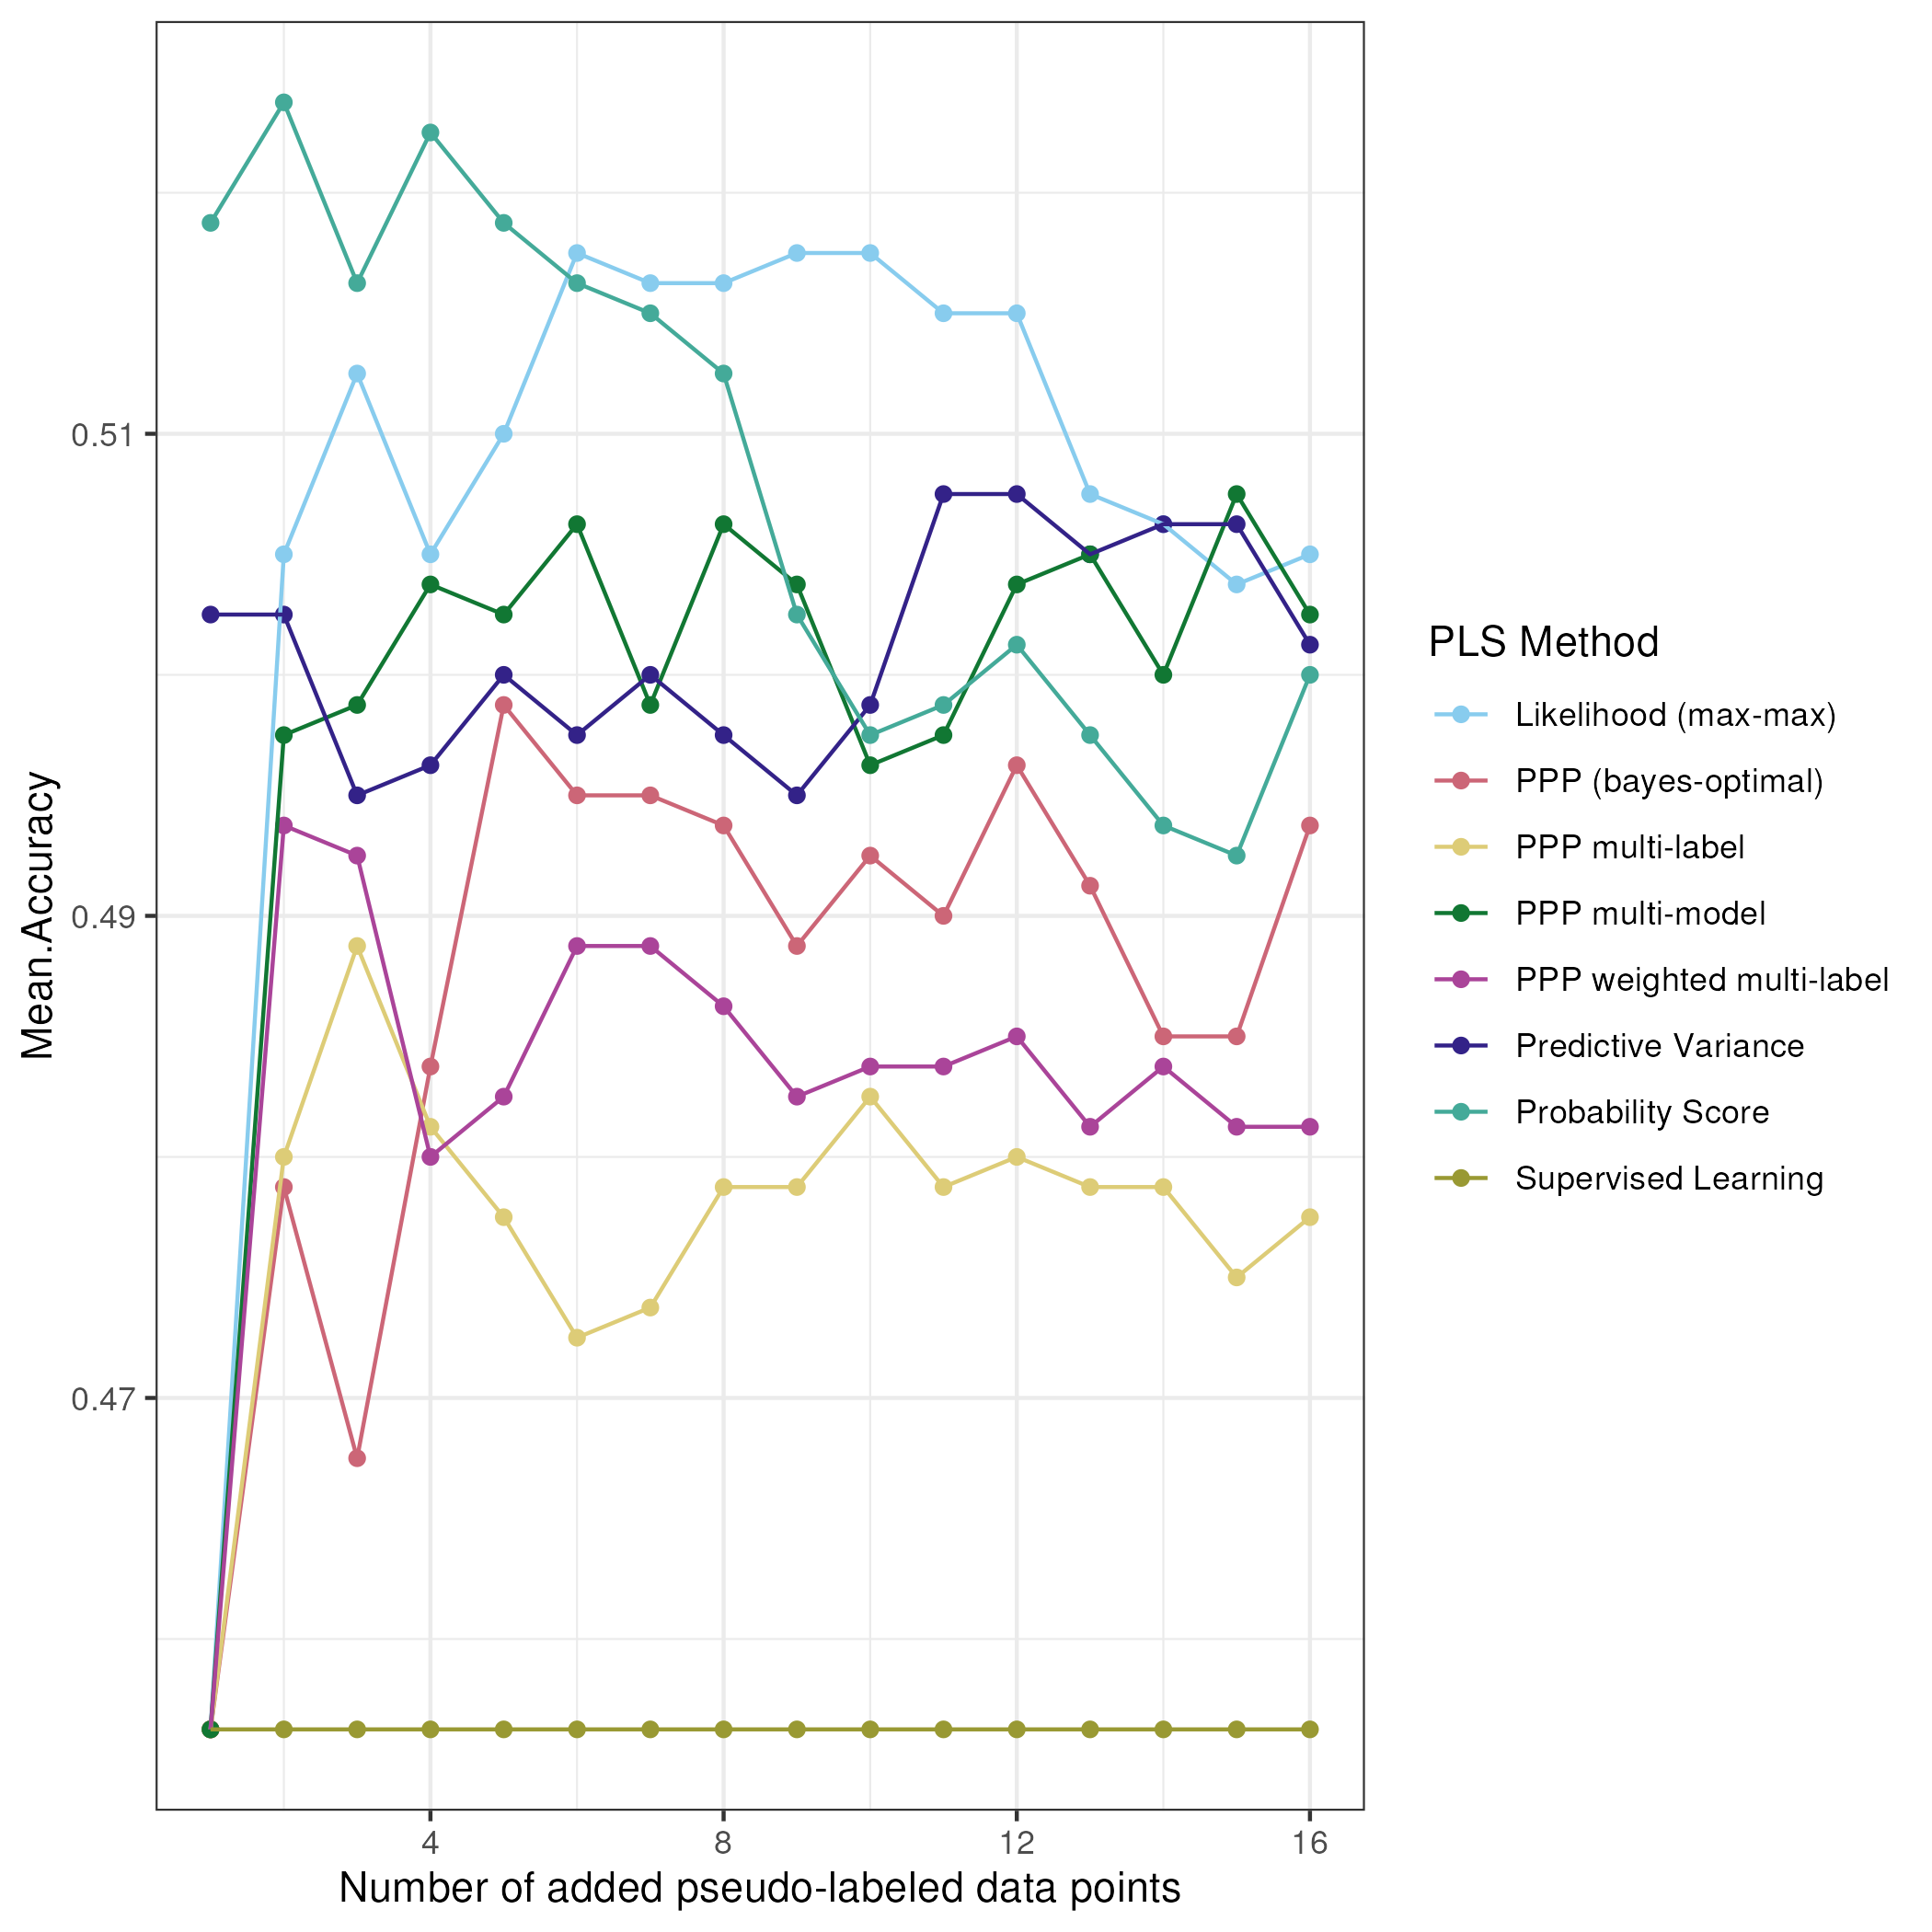 0.51
0.49
0.47
Mean.Accuracy
4
8
12
16
Number of added pseudo-labeled data points
PLS Method
Likelihood (max-max)
PPP (bayes-optimal)
PPP multi-label
PPP multi-model
PPP weighted multi-label
Predictive Variance
Probability Score
Supervised Learning